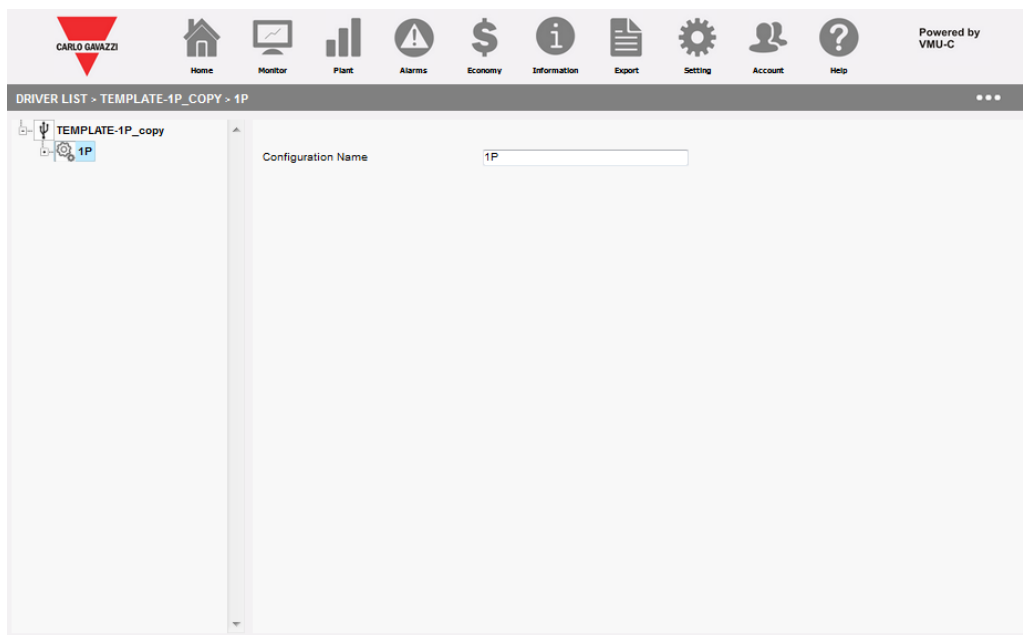 CARLO GAVAZZI
Home
Monitor
Plant
Alarms
Economy
Information
Export
Setting
Account
Help
Powered by
VMU-C
DRIVER LIST > TEMPLATE-1P_COPY > 1P
TEMPLATE-1P_copy
1P
Configuration Name
1P